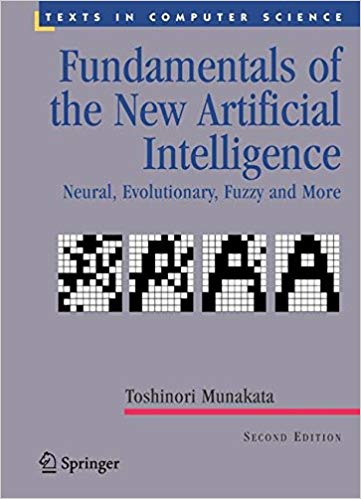 TEXTS IN COMPUTER SCIENCE
Fundamentals of
the New Artificial
Intelligence
Neural, Evolutionary, Fuzzy and More
Toshinori Munakata
SECOND EDITION
Springer